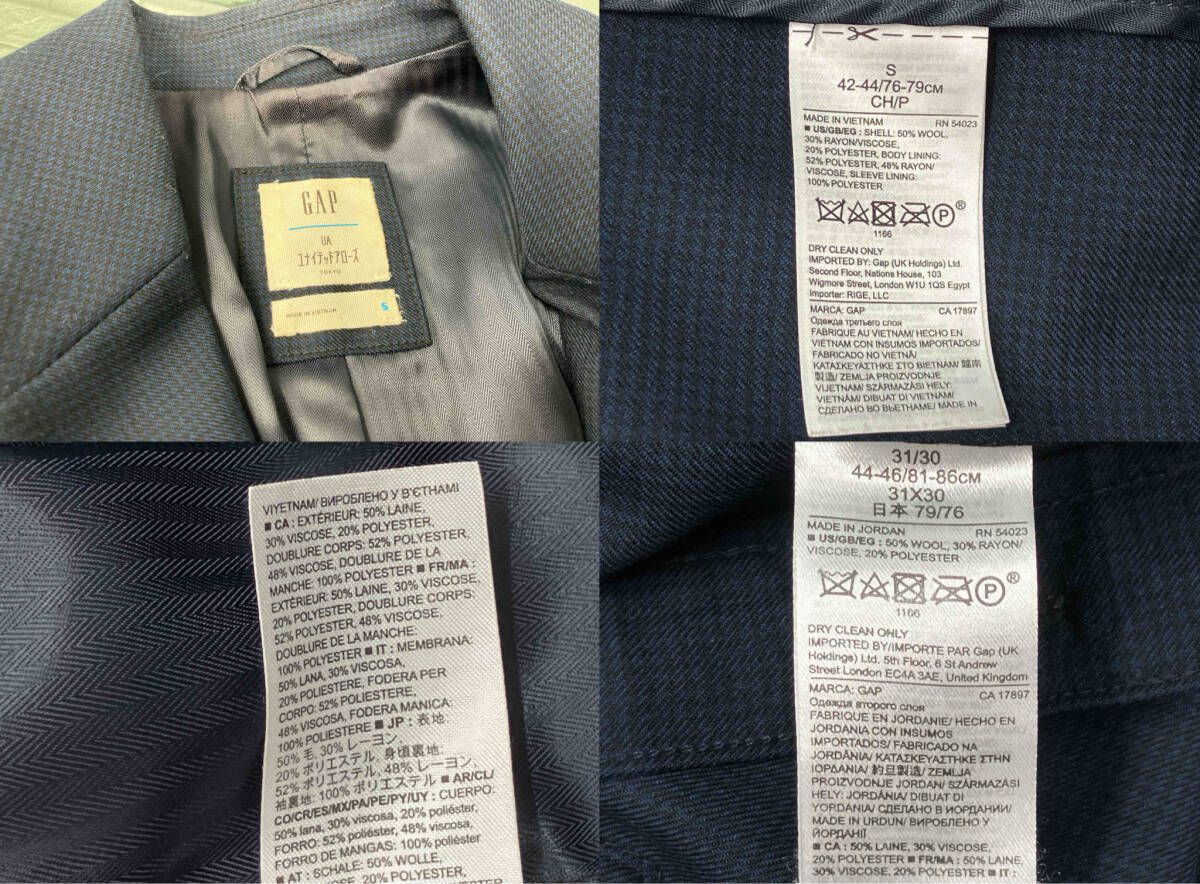 GAP
UA
ユナイテッドアローズ
TOKYO
MADE IN VIETNAM
S
S
42-44/76-79см
CH/P
MADE IN VIETNAM RN 54023
■ US/GB/EG : SHELL: 50% WOOL,
30% RAYON/VISCOSE,
20% POLYESTER, BODY LINING:
52% POLYESTER, 48% RAYON/
VISCOSE, SLEEVE LINING:
100% POLYESTER
P®
1166
DRY CLEAN ONLY
IMPORTED BY: Gap (UK Holdings) Ltd.
Second Floor, Nations House, 103
Wigmore Street, London W1U 1QS Egypt
Importer: RIGE, LLC
MARCA: GAP CA 17897
Одежда третьего слоя
FABRIQUE AU VIETNAM/ HECHO EN
VIETNAM CON INSUMOS IMPORTADOS/
FABRICADO NO VIETNÃ/
ΚΑΤΑΣΚΕΥΑΣΤΗΚΕ ΣΤΟ ΒΙΕΤΝΑΜ/ 越南
製造/ ZEMLJA PROIZVODNJE
VIJETNAM/ SZÁRMAZÁSI HELY:
VIETNÁM/ DIBUAT DI VIETNAM/
СДЕЛАНО ВО ВЬЕТНАМЕ/ MADE IN
VIYETNAM/ ВИРОБЛЕНО У В'ЄТНАМІ
■ CA : EXTÉRIEUR: 50% LAINE,
30% VISCOSE, 20% POLYESTER,
DOUBLURE CORPS: 52% POLYESTER,
48% VISCOSE, DOUBLURE DE LA
MANCHE: 100% POLYESTER ■ FR/MA :
EXTÉRIEUR: 50% LAINE, 30% VISCOSE,
20% POLYESTER, DOUBLURE CORPS:
52% POLYESTER, 48% VISCOSE,
DOUBLURE DE LA MANCHE:
100% POLYESTER ■ IT : MEMBRANA:
50% LANA, 30% VISCOSA,
20% POLIESTERE, FODERA PER
CORPO: 52% POLIESTERE,
48% VISCOSA, FODERA MANICA:
100% POLIESTERE ■ JP : 表地:
50% 毛, 30% レーヨン,
20% ポリエステル, 身頃裏地:
52% ポリエステル, 48% レーヨン,
袖裏地: 100% ポリエステル ■ AR/CL/
CO/CR/ES/MX/PA/PE/PY/UY : CUERPO:
50% lana, 30% viscosa, 20% poliéster,
FORRO: 52% poliéster, 48% viscosa,
FORRO DE MANGAS: 100% poliéster
■ AT : SCHALE: 50% WOLLE,
VISCOSE, 20% POLYESTER,
31/30
44-46/81-86см
31X30
日本 79/76
MADE IN JORDAN RN 54023
■ US/GB/EG : 50% WOOL, 30% RAYON/
VISCOSE, 20% POLYESTER
P®
1166
DRY CLEAN ONLY
IMPORTED BY/IMPORTE PAR Gap (UK
Holdings) Ltd. 5th Floor, 6 St Andrew
Street London EC4A 3AE, United Kingdom
MARCA: GAP CA 17897
Одежда второго слоя
FABRIQUE EN JORDANIE/ HECHO EN
JORDANIA CON INSUMOS
IMPORTADOS/ FABRICADO NA
JORDÂNIA/ ΚΑΤΑΣΚΕΥΑΣΤΗΚΕ ΣΤΗΝ
ΙΟΡΔΑΝΙΑ/ 約旦製造/ ZEMLJA
PROIZVODNJE JORDAN/ SZÁRMAZÁSI
HELY: JORDÁNIA/ DIBUAT DI
YORDANIA/ СДЕЛАНО В ИОРДАНИИ/
MADE IN URDUN/ ВИРОБЛЕНО У
ЙОРДАНІЇ
■ CA : 50% LAINE, 30% VISCOSE,
20% POLYESTER ■ FR/MA : 50% LAINE,
30% VISCOSE, 20% POLYESTER ■ IT :